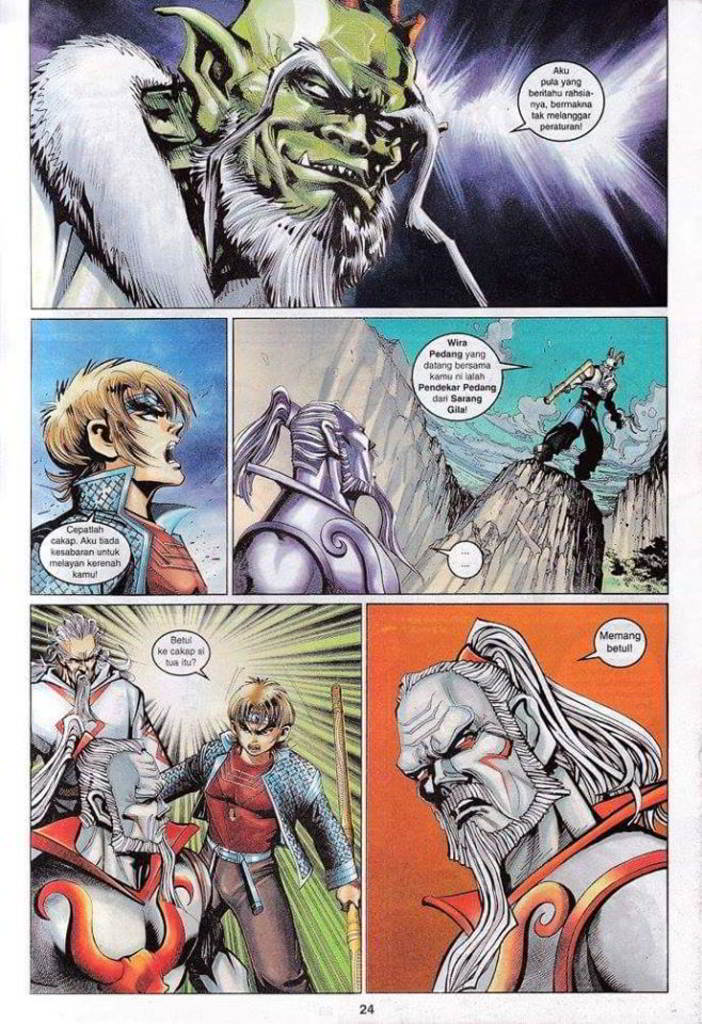 Aku
pula yang
beritahu rahsia-
nya, bermakna
tak melanggar
peraturan!
Cepatlah
cakap. Aku tiada
kesabaran untuk
melayan kerenah
kamu!
Wira
Pedang yang
datang bersama
kamu ni ialah
Pendekar Pedang
dari Sarang
Gila!
...
...
Betul
ke cakap si
tua itu?
Memang
betul!
24